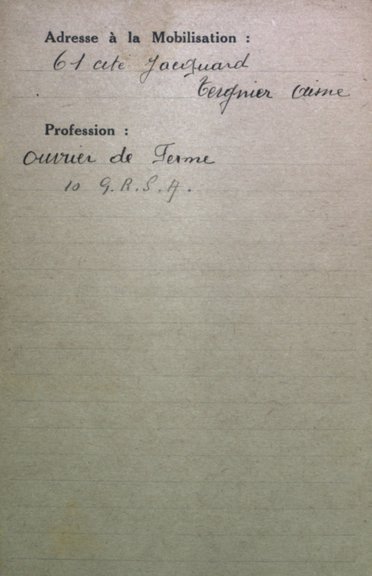 Adresse à la Mobilisation :
61 cité Jacquard
Tergnier Aisne
Profession :
ouvrier de Ferme
10 G.R.S.A.